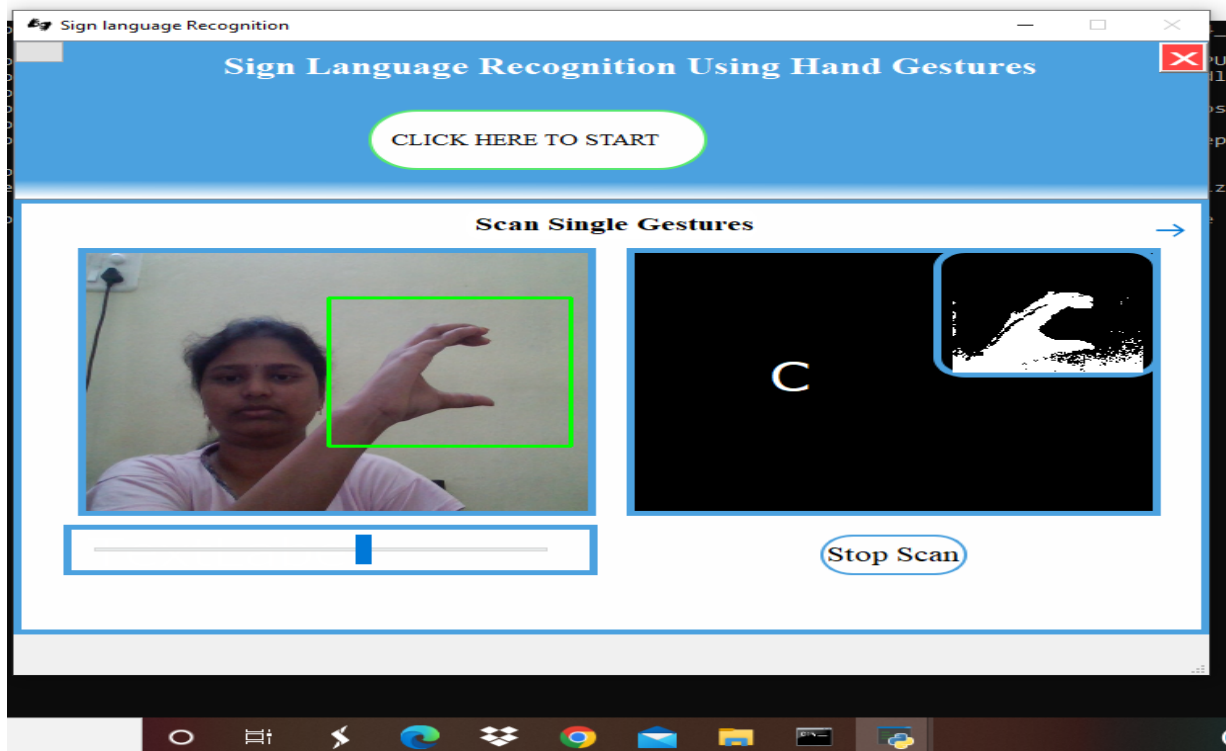 Sign language Recognition
Sign Language Recognition Using Hand Gestures
CLICK HERE TO START
Scan Single Gestures
C
Stop Scan